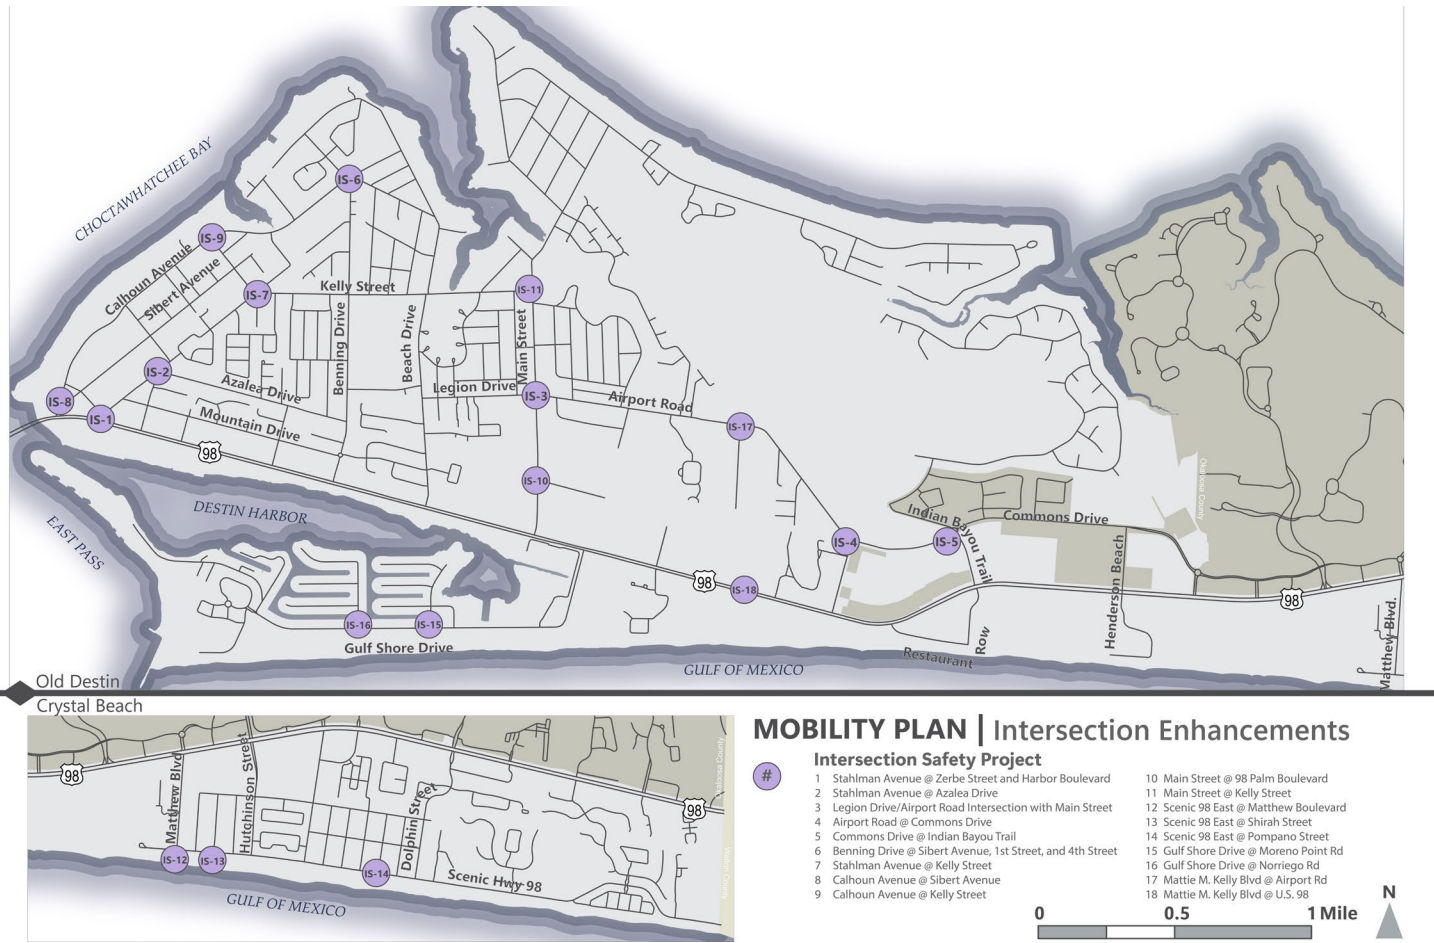 CHOCTAWHATCHEE BAY
IS-6
IS-9
Calhoun Avenue
Sibert Avenue
IS-7
Kelly Street
IS-11
Benning Drive
Beach Drive
Main Street
IS-2
Azalea Drive
Legion Drive
IS-3
Airport Road
IS-8
IS-1
Mountain Drive
98
IS-17
IS-10
Okaloosa County
DESTIN HARBOR
EAST PASS
Indian Bayou Trail
Commons Drive
IS-4
IS-5
Henderson Beach
98
IS-18
98
IS-16
IS-15
Gulf Shore Drive
Restaurant
Row
Matthew Blvd.
GULF OF MEXICO
Old Destin
Crystal Beach
98
Matthew Blvd
Hutchinson Street
Dolphin Street
98
Okaloosa County
Walton County
IS-12
IS-13
IS-14
Scenic Hwy 98
GULF OF MEXICO
MOBILITY PLAN | Intersection Enhancements
# Intersection Safety Project
1 Stahlman Avenue @ Zerbe Street and Harbor Boulevard
2 Stahlman Avenue @ Azalea Drive
3 Legion Drive/Airport Road Intersection with Main Street
4 Airport Road @ Commons Drive
5 Commons Drive @ Indian Bayou Trail
6 Benning Drive @ Sibert Avenue, 1st Street, and 4th Street
7 Stahlman Avenue @ Kelly Street
8 Calhoun Avenue @ Sibert Avenue
9 Calhoun Avenue @ Kelly Street
10 Main Street @ 98 Palm Boulevard
11 Main Street @ Kelly Street
12 Scenic 98 East @ Matthew Boulevard
13 Scenic 98 East @ Shirah Street
14 Scenic 98 East @ Pompano Street
15 Gulf Shore Drive @ Moreno Point Rd
16 Gulf Shore Drive @ Norriego Rd
17 Mattie M. Kelly Blvd @ Airport Rd
18 Mattie M. Kelly Blvd @ U.S. 98
N
0 0.5 1 Mile